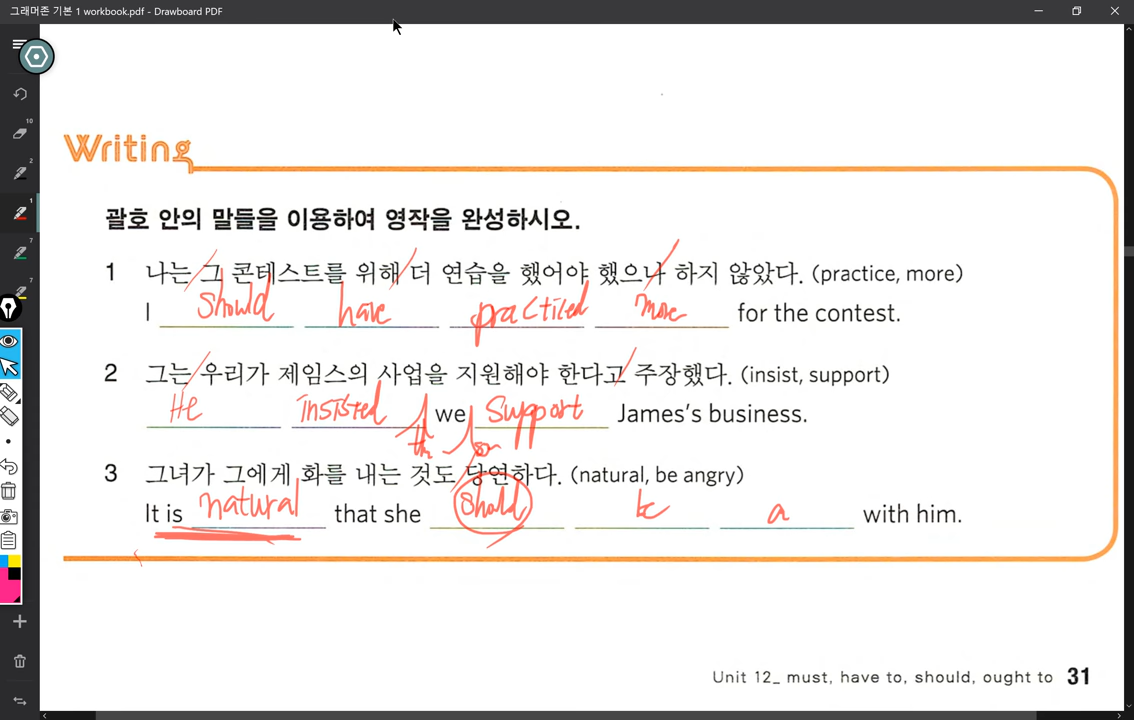 그래머존 기본 1 workbook.pdf - Drawboard PDF
Writing
괄호 안의 말들을 이용하여 영작을 완성하시오.
1 나는 그 콘테스트를 위해 더 연습을 했어야 했으나 하지 않았다. (practice, more)
I should have practiced more for the contest.
2 그는 우리가 제임스의 사업을 지원해야 한다고 주장했다. (insist, support)
He insisted we support James's business.
3 그녀가 그에게 화를 내는 것도 당연하다. (natural, be angry)
It is natural that she should be a with him.
Unit 12_ must, have to, should, ought to 31